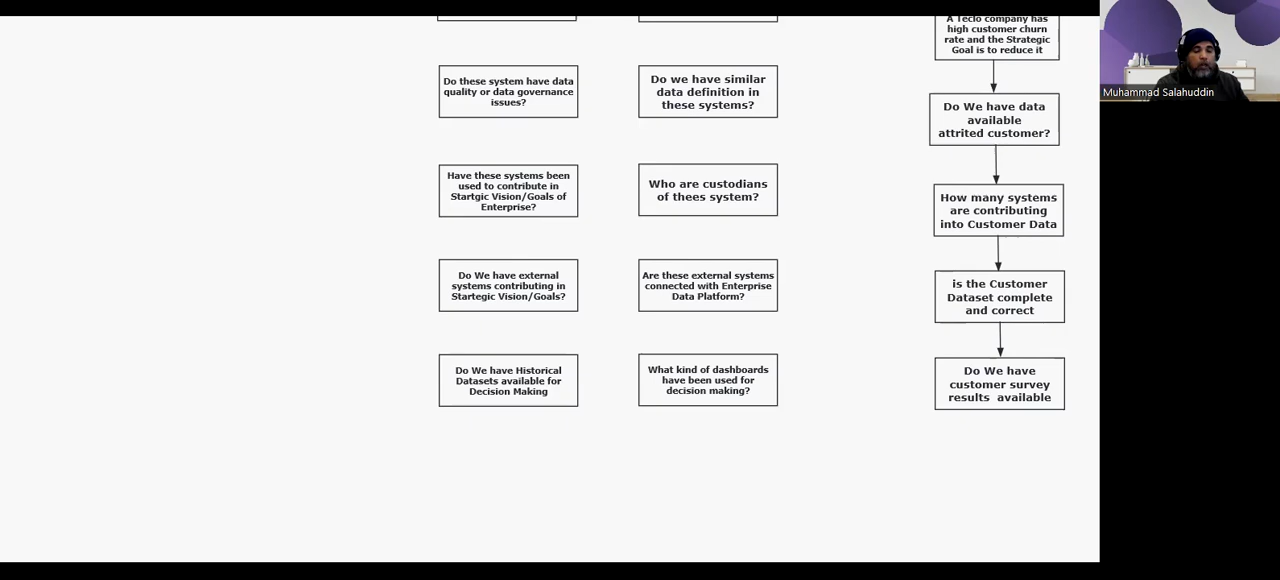 Do these system have data
quality or data governance
issues?
Do we have similar
data definition in
these systems?
Have these systems been
used to contribute in
Startgic Vision/Goals of
Enterprise?
Who are custodians
of thees system?
Do We have external
systems contributing in
Startegic Vision/Goals?
Are these external systems
connected with Enterprise
Data Platform?
Do We have Historical
Datasets available for
Decision Making
What kind of dashboards
have been used for
decision making?
A Teclo company has
high customer churn
rate and the Strategic
Goal is to reduce it
Do We have data
available
attrited customer?
How many systems
are contributing
into Customer Data
is the Customer
Dataset complete
and correct
Do We have
customer survey
results available
Muhammad Salahuddin